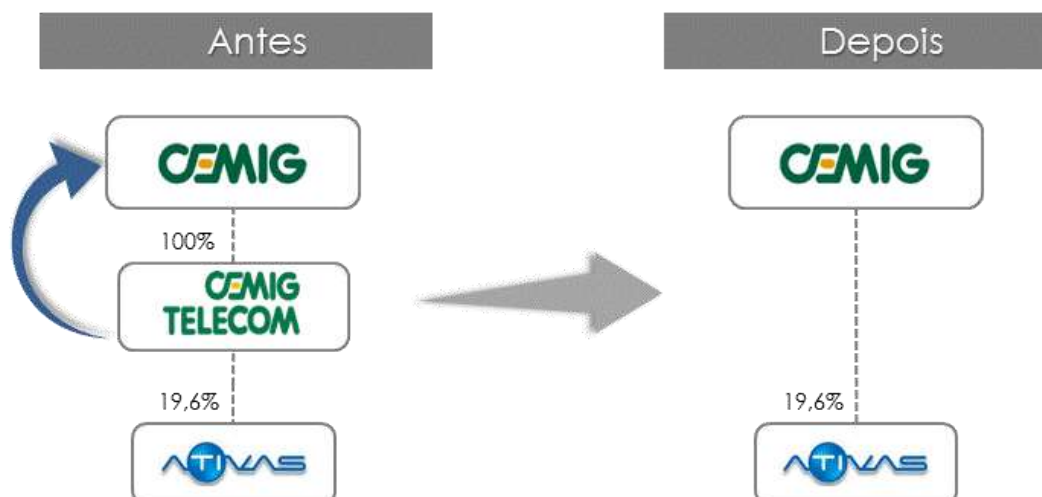 Antes
Depois
CEMIG
CEMIG
100%
CEMIG
TELECOM
19,6%
19,6%
ATIVAS
ATIVAS